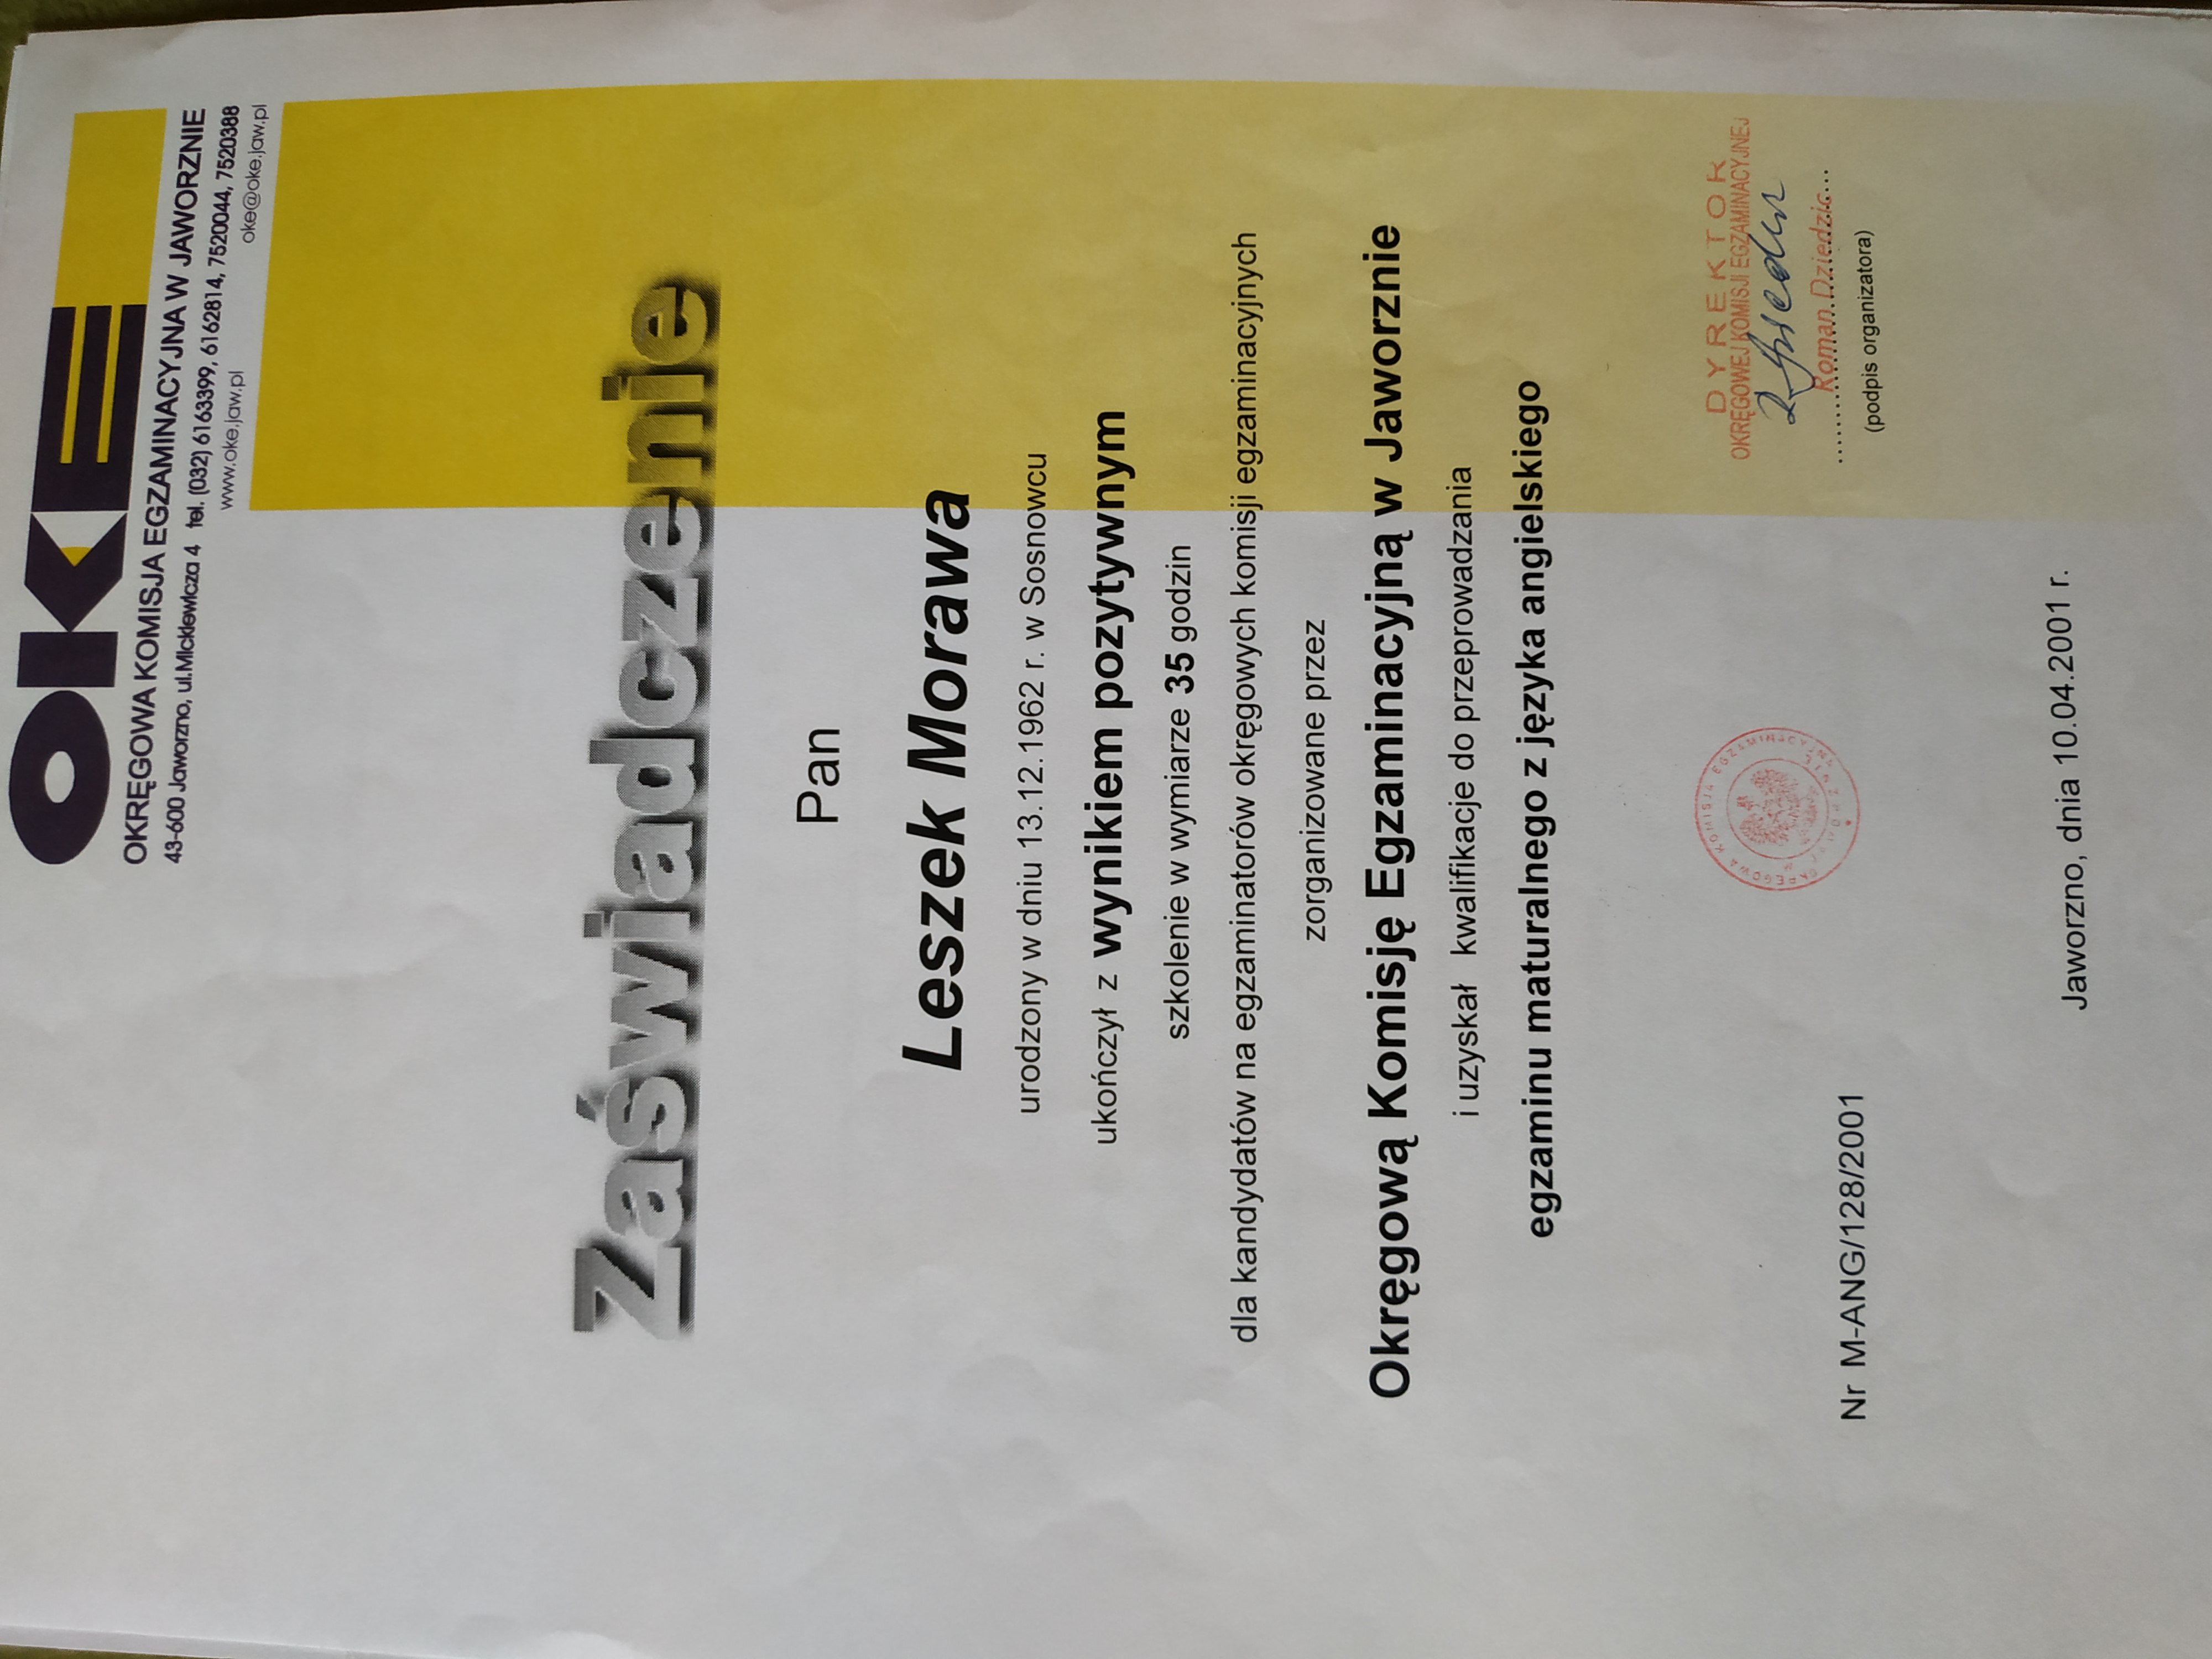 OKE
OKRĘGOWA KOMISJA EGZAMINACYJNA W JAWORZNIE
43-600 Jaworzno, ul.Mickiewicza 4 tel. (032) 6163399, 6162814, 7520044, 7520388
www.oke.jaw.pl oke@oke.jaw.pl
Zaświadczenie
Pan
Leszek Morawa
urodzony w dniu 13.12.1962 r. w Sosnowcu
ukończył z wynikiem pozytywnym
szkolenie w wymiarze 35 godzin
dla kandydatów na egzaminatorów okręgowych komisji egzaminacyjnych
zorganizowane przez
Okręgową Komisję Egzaminacyjną w Jaworznie
i uzyskał kwalifikacje do przeprowadzania
egzaminu maturalnego z języka angielskiego
DYREKTOR
OKRĘGOWEJ KOMISJI EGZAMINACYJNEJ
Roman Dziedzic
(podpis organizatora)
OKRĘGOWA KOMISJA EGZAMINACYJNA
Nr M-ANG/128/2001
Jaworzno, dnia 10.04.2001 r.